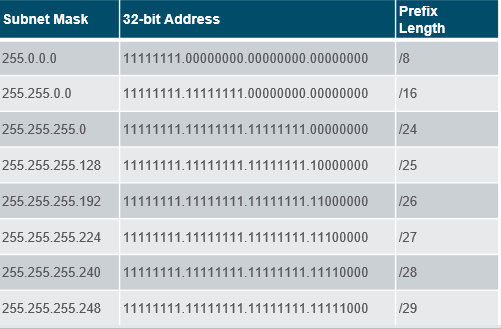 Subnet Mask 32-bit Address Prefix Length
255.0.0.0 11111111.00000000.00000000.00000000 /8
255.255.0.0 11111111.11111111.00000000.00000000 /16
255.255.255.0 11111111.11111111.11111111.00000000 /24
255.255.255.128 11111111.11111111.11111111.10000000 /25
255.255.255.192 11111111.11111111.11111111.11000000 /26
255.255.255.224 11111111.11111111.11111111.11100000 /27
255.255.255.240 11111111.11111111.11111111.11110000 /28
255.255.255.248 11111111.11111111.11111111.11111000 /29